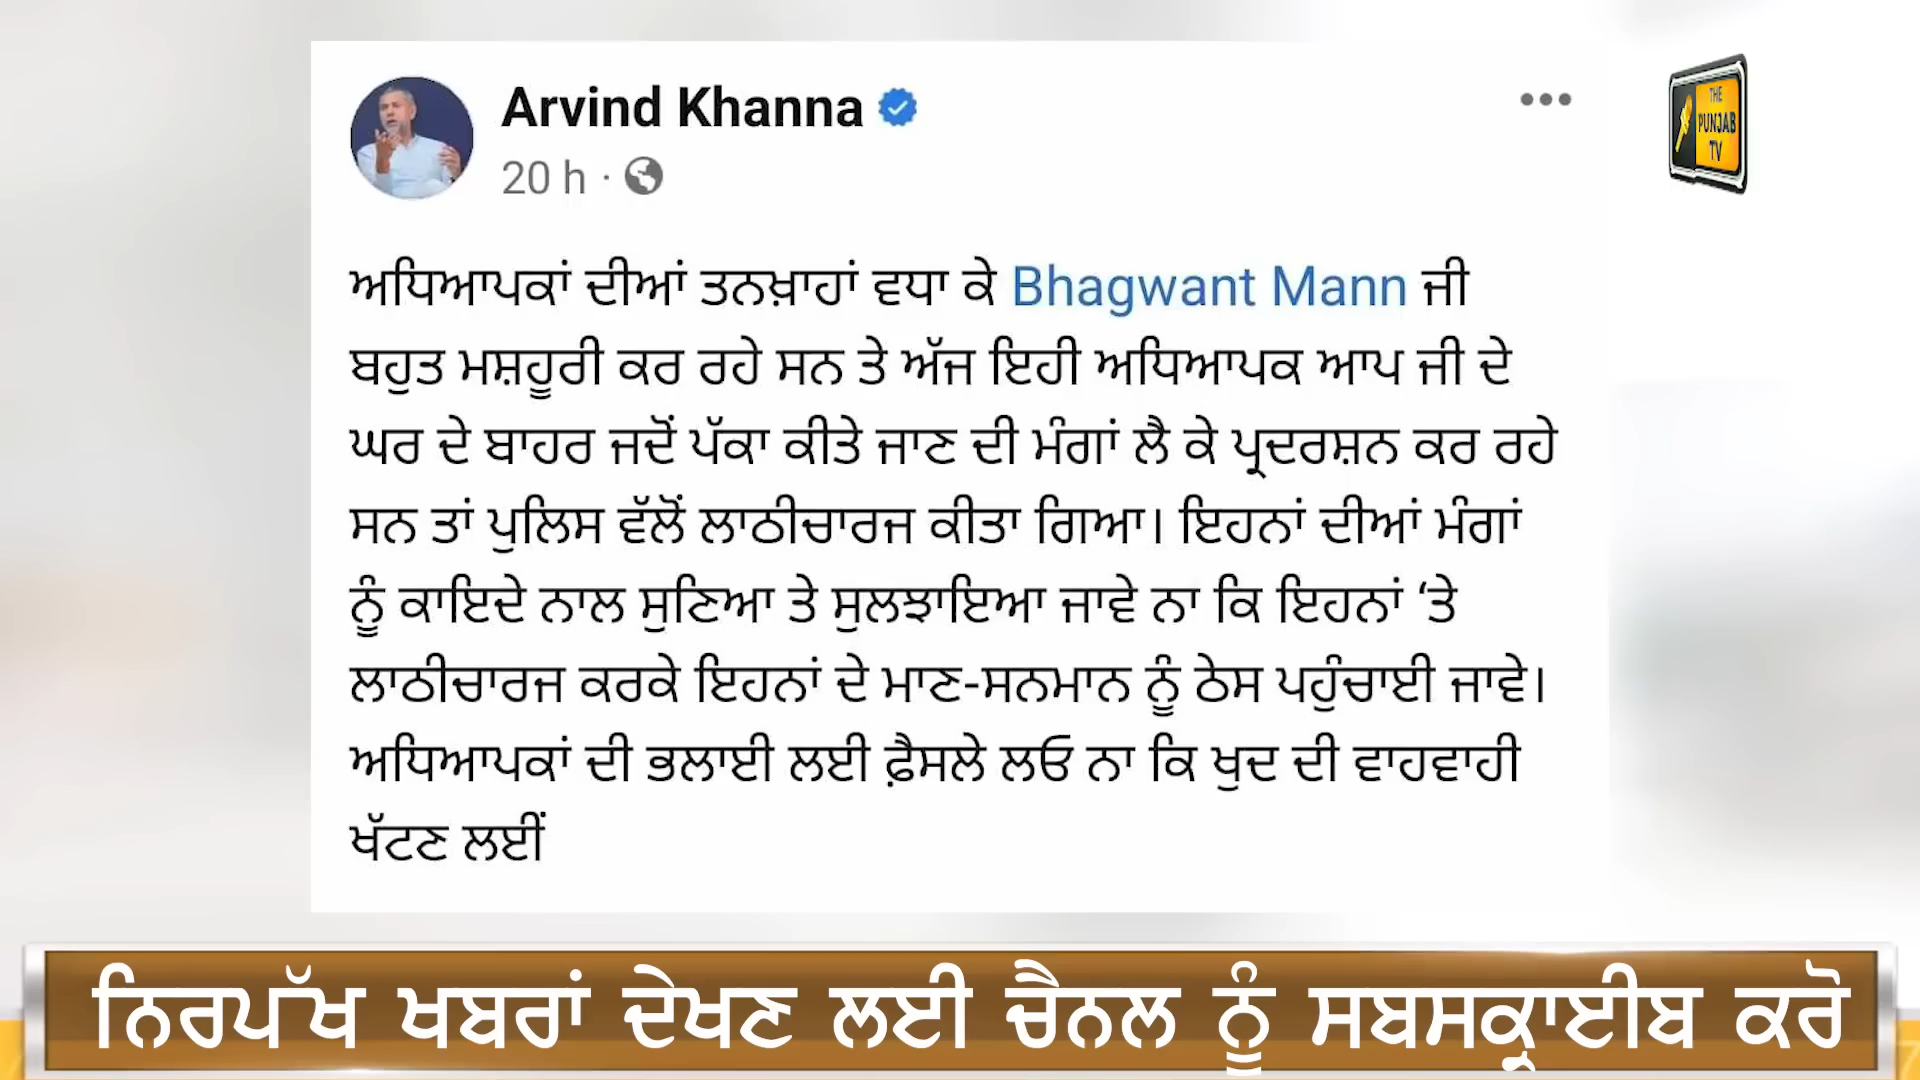 Arvind Khanna
20 h ·
THE
PUNJAB
TV
ਅਧਿਆਪਕਾਂ ਦੀਆਂ ਤਨਖ਼ਾਹਾਂ ਵਧਾ ਕੇ Bhagwant Mann ਜੀ
ਬਹੁਤ ਮਸ਼ਹੂਰੀ ਕਰ ਰਹੇ ਸਨ ਤੇ ਅੱਜ ਇਹੀ ਅਧਿਆਪਕ ਆਪ ਜੀ ਦੇ
ਘਰ ਦੇ ਬਾਹਰ ਜਦੋਂ ਪੱਕਾ ਕੀਤੇ ਜਾਣ ਦੀ ਮੰਗਾਂ ਲੈ ਕੇ ਪ੍ਰਦਰਸ਼ਨ ਕਰ ਰਹੇ
ਸਨ ਤਾਂ ਪੁਲਿਸ ਵੱਲੋਂ ਲਾਠੀਚਾਰਜ ਕੀਤਾ ਗਿਆ। ਇਹਨਾਂ ਦੀਆਂ ਮੰਗਾਂ
ਨੂੰ ਕਾਇਦੇ ਨਾਲ ਸੁਣਿਆ ਤੇ ਸੁਲਝਾਇਆ ਜਾਵੇ ਨਾ ਕਿ ਇਹਨਾਂ ‘ਤੇ
ਲਾਠੀਚਾਰਜ ਕਰਕੇ ਇਹਨਾਂ ਦੇ ਮਾਣ-ਸਨਮਾਨ ਨੂੰ ਠੇਸ ਪਹੁੰਚਾਈ ਜਾਵੇ।
ਅਧਿਆਪਕਾਂ ਦੀ ਭਲਾਈ ਲਈ ਫ਼ੈਸਲੇ ਲਓ ਨਾ ਕਿ ਖੁਦ ਦੀ ਵਾਹਵਾਹੀ
ਖੱਟਣ ਲਈਂ
ਨਿਰਪੱਖ ਖਬਰਾਂ ਦੇਖਣ ਲਈ ਚੈਨਲ ਨੂੰ ਸਬਸਕ੍ਰਾਈਬ ਕਰੋ